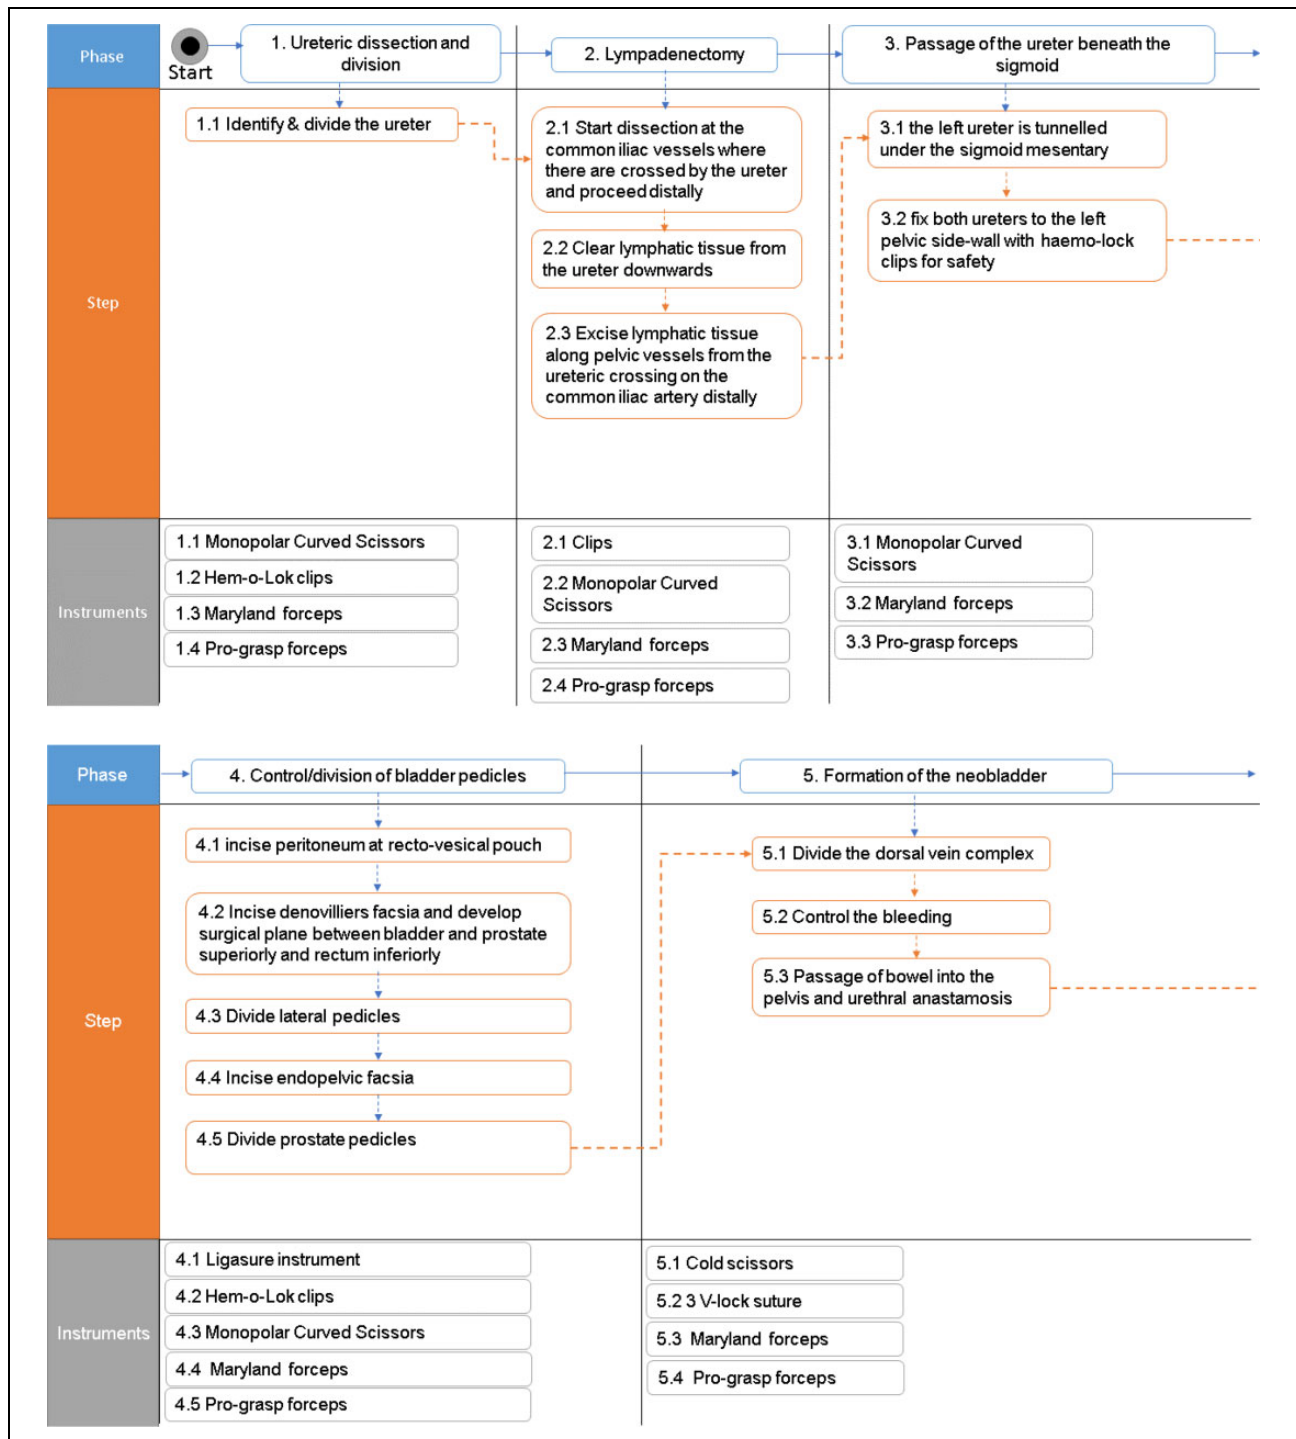 Phase
Start
1. Ureteric dissection and
division
2. Lympadenectomy
3. Passage of the ureter beneath the
sigmoid
Step
1.1 Identify & divide the ureter
2.1 Start dissection at the
common iliac vessels where
there are crossed by the ureter
and proceed distally
2.2 Clear lymphatic tissue from
the ureter downwards
2.3 Excise lymphatic tissue
along pelvic vessels from the
ureteric crossing on the
common iliac artery distally
3.1 the left ureter is tunnelled
under the sigmoid mesentary
3.2 fix both ureters to the left
pelvic side-wall with haemo-lock
clips for safety
Instruments
1.1 Monopolar Curved Scissors
1.2 Hem-o-Lok clips
1.3 Maryland forceps
1.4 Pro-grasp forceps
2.1 Clips
2.2 Monopolar Curved
Scissors
2.3 Maryland forceps
2.4 Pro-grasp forceps
3.1 Monopolar Curved
Scissors
3.2 Maryland forceps
3.3 Pro-grasp forceps
Phase
4. Control/division of bladder pedicles
5. Formation of the neobladder
Step
4.1 incise peritoneum at recto-vesical pouch
4.2 Incise denovilliers facsia and develop
surgical plane between bladder and prostate
superiorly and rectum inferiorly
4.3 Divide lateral pedicles
4.4 Incise endopelvic facsia
4.5 Divide prostate pedicles
5.1 Divide the dorsal vein complex
5.2 Control the bleeding
5.3 Passage of bowel into the
pelvis and urethral anastamosis
Instruments
4.1 Ligasure instrument
4.2 Hem-o-Lok clips
4.3 Monopolar Curved Scissors
4.4 Maryland forceps
4.5 Pro-grasp forceps
5.1 Cold scissors
5.2 3 V-lock suture
5.3 Maryland forceps
5.4 Pro-grasp forceps